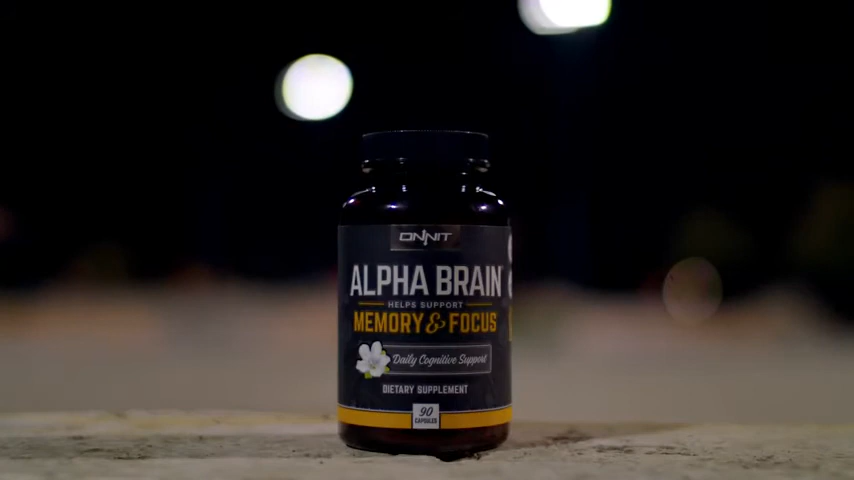 ONNIT
ALPHA BRAIN
HELPS SUPPORT
MEMORY & FOCUS
Daily Cognitive Support
DIETARY SUPPLEMENT
90
CAPSULES